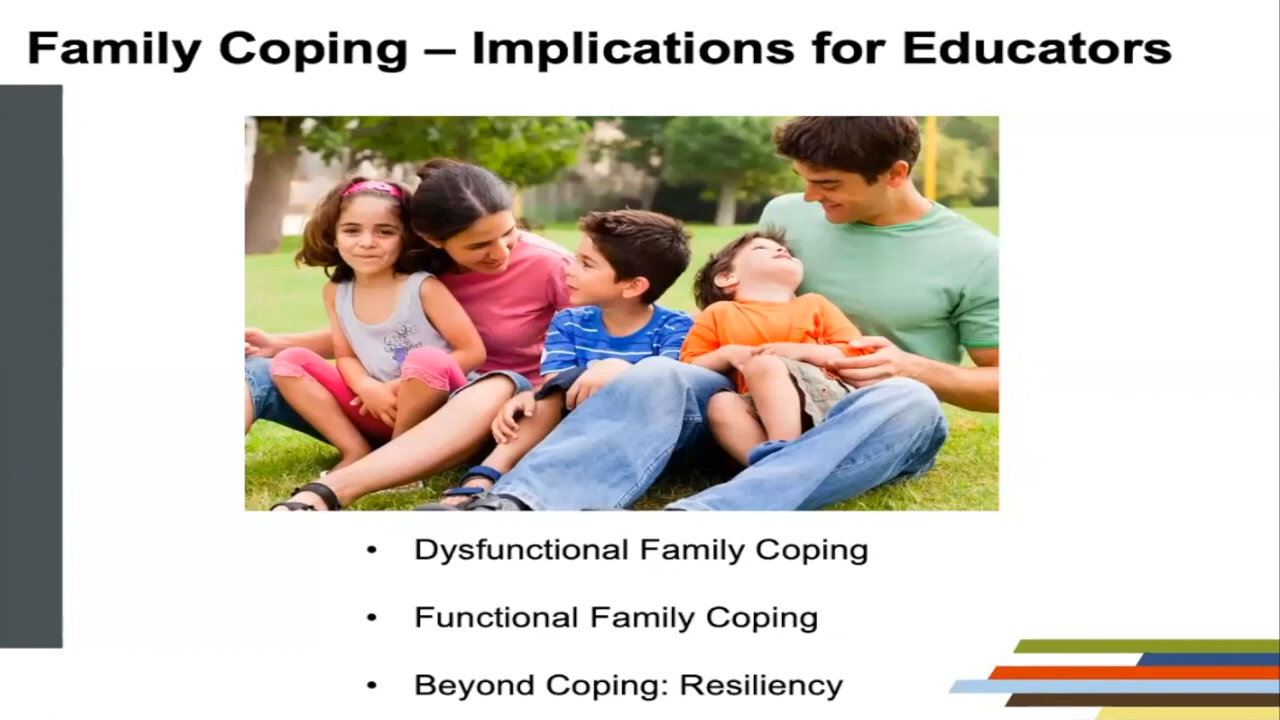 Family Coping – Implications for Educators
• Dysfunctional Family Coping
• Functional Family Coping
• Beyond Coping: Resiliency